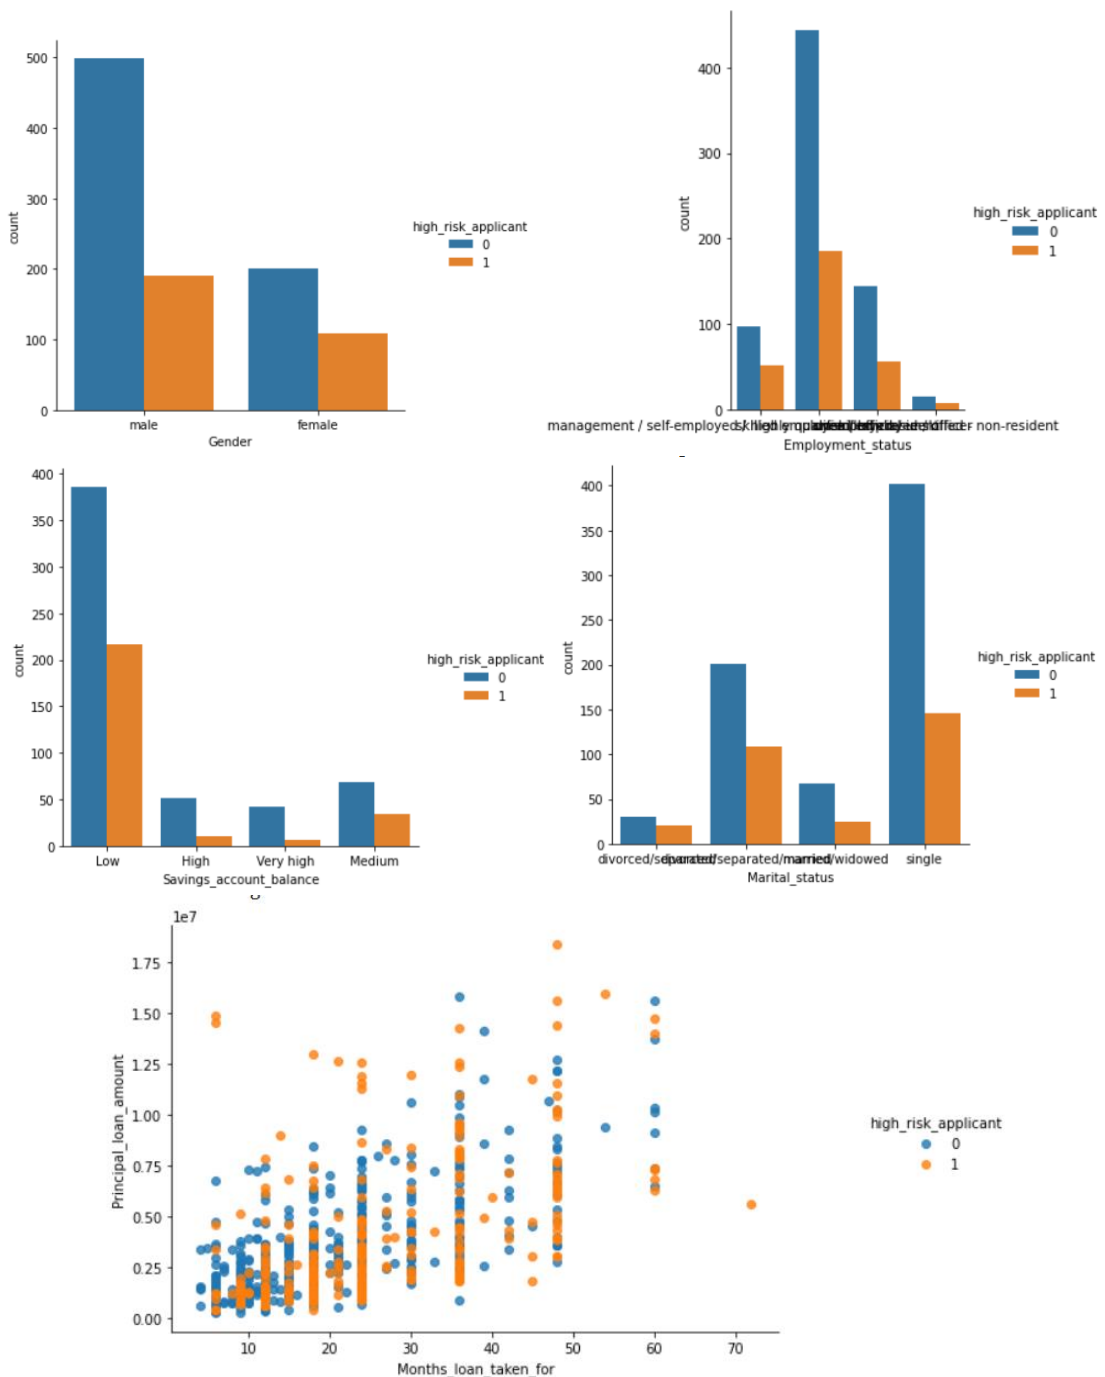 500
400
300
200
100
0
count
male
female
Gender
high_risk_applicant
0
1
400
300
200
100
0
count
management / self-employed/
non-resident
Employment_status
high_risk_applicant
0
1
400
350
300
250
200
150
100
50
0
count
Low
High
Very high
Medium
Savings_account_balance
high_risk_applicant
0
1
400
350
300
250
200
150
100
50
0
count
divorced/separated/married/widowed
single
Marital_status
high_risk_applicant
0
1
1e7
1.75
1.50
1.25
1.00
0.75
0.50
0.25
0.00
Principal_loan_amount
10
20
30
40
50
60
70
Months_loan_taken_for
high_risk_applicant
0
1